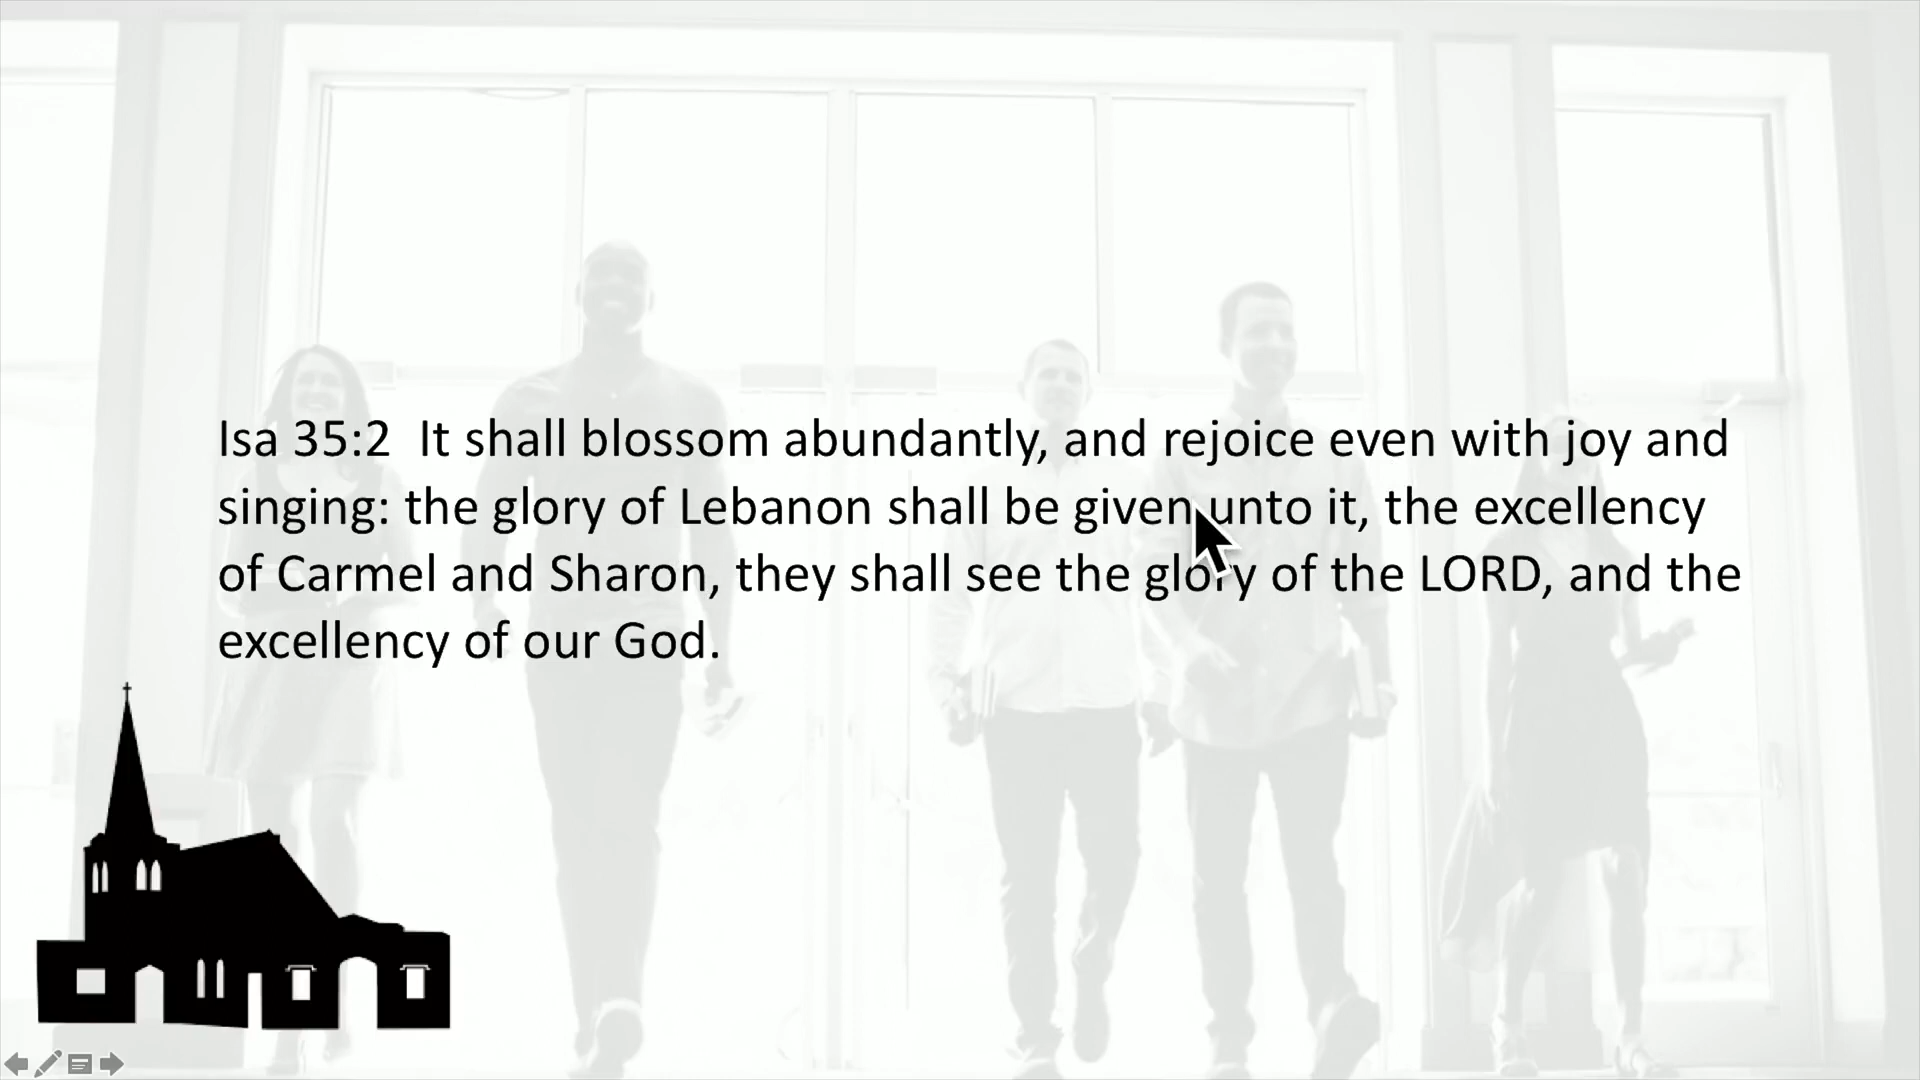 Isa 35:2  It shall blossom abundantly, and rejoice even with joy and
singing: the glory of Lebanon shall be given unto it, the excellency
of Carmel and Sharon, they shall see the glory of the LORD, and the
excellency of our God.